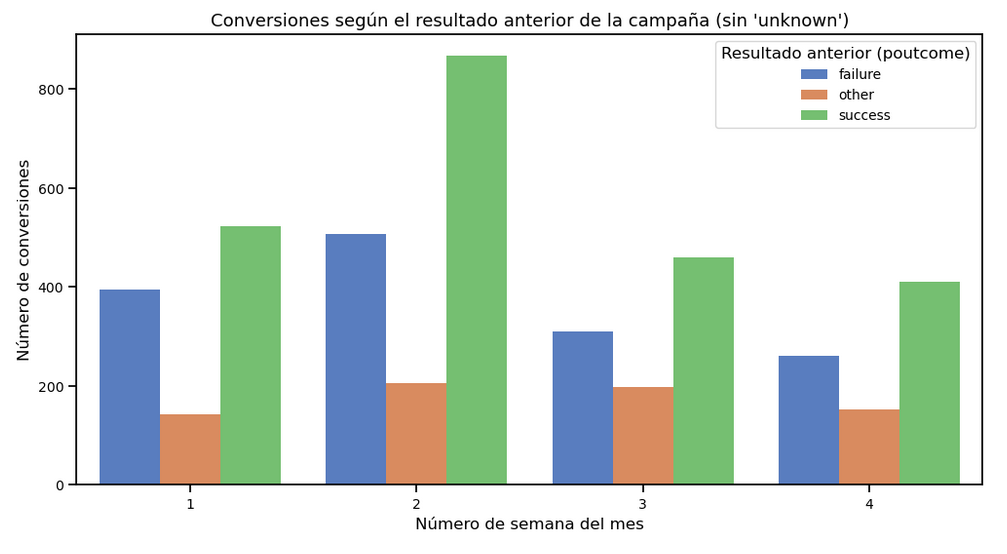 Conversiones según el resultado anterior de la campaña (sin 'unknown')
Resultado anterior (poutcome)
failure
other
success
Número de conversiones
800
600
400
200
0
1 2 3 4
Número de semana del mes